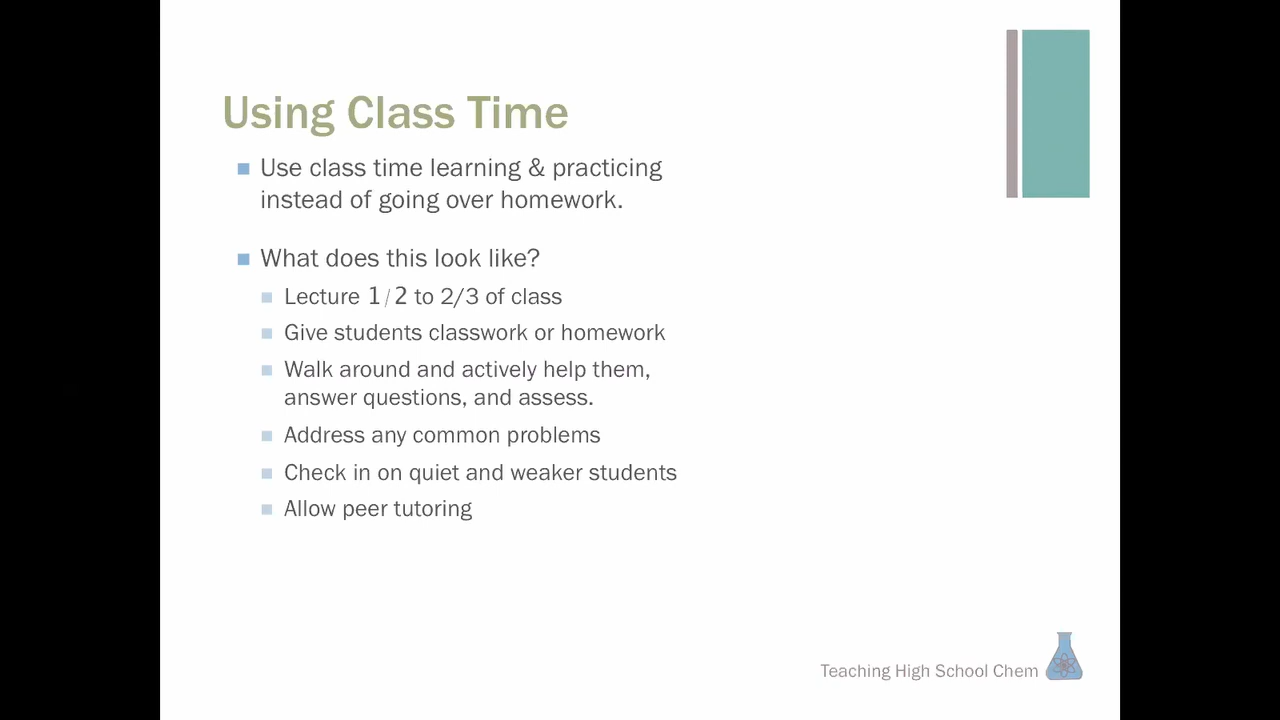 Using Class Time
Use class time learning & practicing
instead of going over homework.
What does this look like?
Lecture 1/2 to 2/3 of class
Give students classwork or homework
Walk around and actively help them,
answer questions, and assess.
Address any common problems
Check in on quiet and weaker students
Allow peer tutoring
Teaching High School Chem